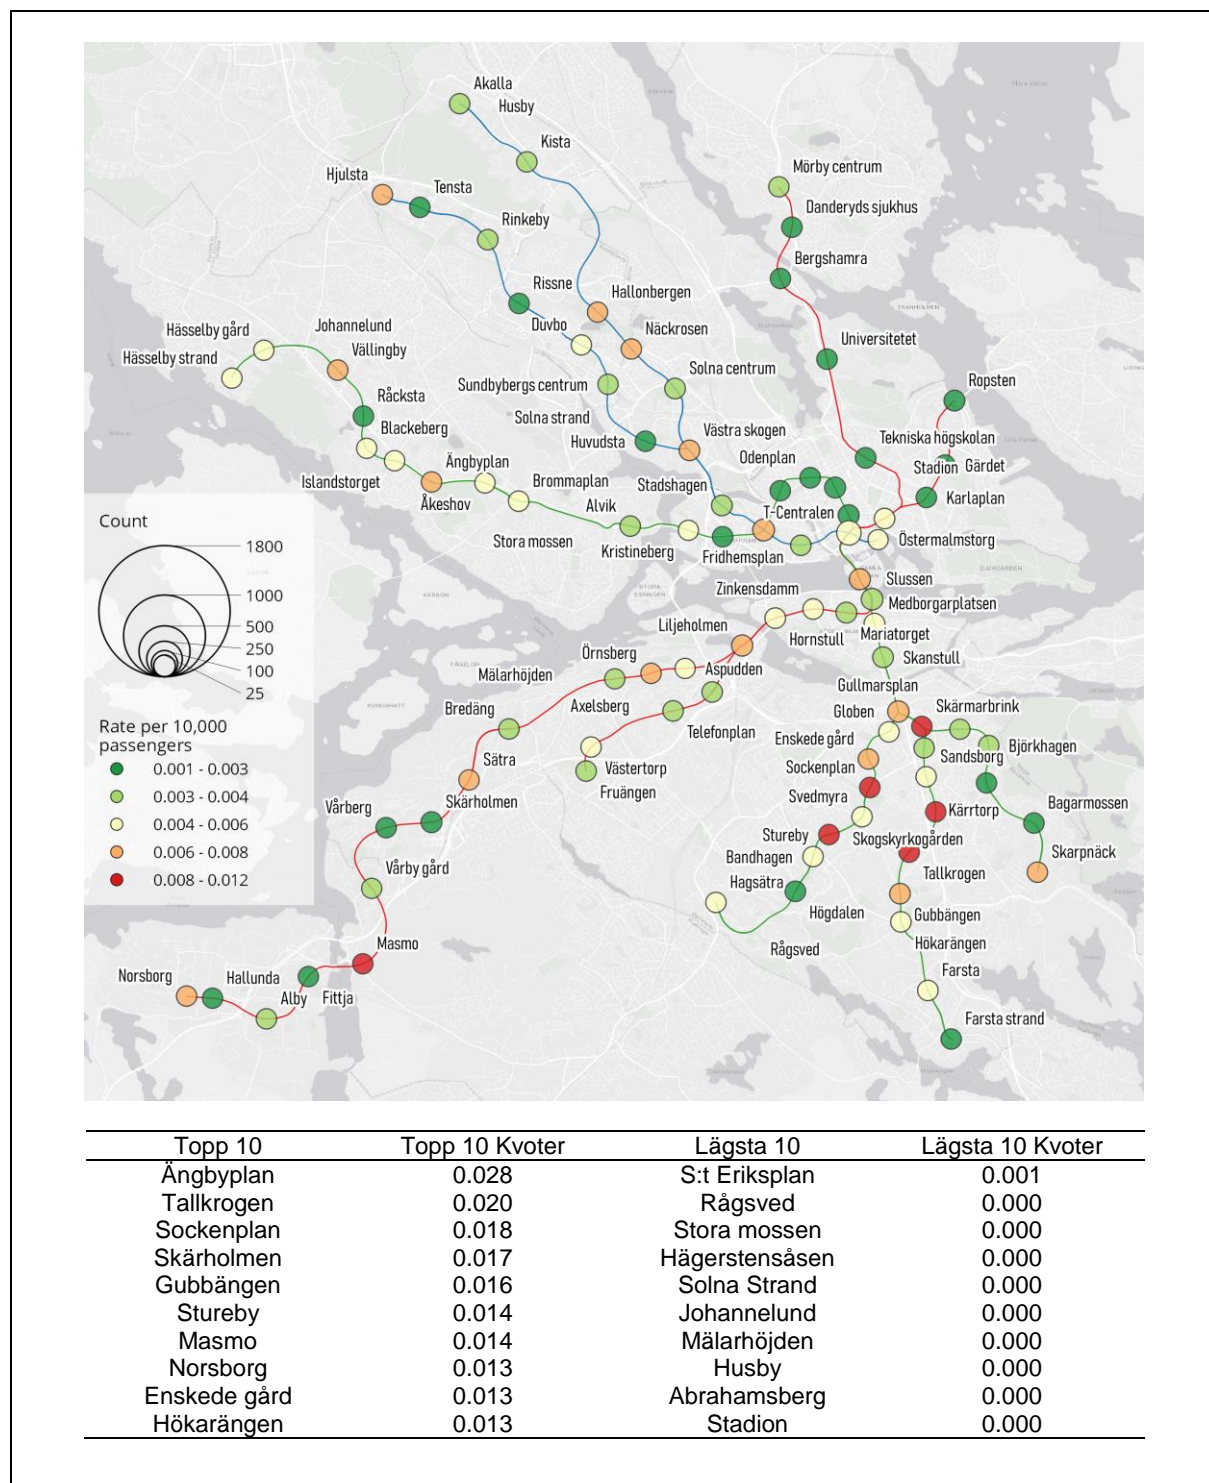 Akalla
Husby
Kista
Hjulsta
Tensta
Rinkeby
Mörby centrum
Danderyds sjukhus
Bergshamra
Rissne
Hallonbergen
Duvbo
Näckrosen
Universitetet
Hässelby gård
Johannelund
Hässelby strand
Vällingby
Sundbybergs centrum
Solna centrum
Ropsten
Råcksta
Solna strand
Blackeberg
Huvudsta
Västra skogen
Tekniska högskolan
Odenplan
Stadion
Gärdet
Ängbyplan
Islandstorget
Brommaplan
Stadshagen
Karlaplan
Åkeshov
Alvik
T-Centralen
Stora mossen
Kristineberg
Fridhemsplan
Östermalmstorg
Count
1800
1000
500
250
100
25
Slussen
Zinkensdamm
Medborgarplatsen
Liljeholmen
Hornstull
Mariatorget
Örnsberg
Skanstull
Mälarhöjden
Aspudden
Gullmarsplan
Axelsberg
Bredäng
Globen
Skärmarbrink
Telefonplan
Enskede gård
Sandsborg
Björkhagen
Sätra
Västertorp
Sockenplan
Fruängen
Svedmyra
Kärrtorp
Bagarmossen
Vårberg
Skärholmen
Stureby
Skogskyrkogården
Skarpnäck
Bandhagen
Tallkrogen
Vårby gård
Hagsätra
Högdalen
Gubbängen
Rågsved
Hökarängen
Masmo
Farsta
Norsborg
Hallunda
Alby
Fittja
Farsta strand
Rate per 10,000
passengers
0.001 - 0.003
0.003 - 0.004
0.004 - 0.006
0.006 - 0.008
0.008 - 0.012
Topp 10 Topp 10 Kvoter Lägsta 10 Lägsta 10 Kvoter
Ängbyplan 0.028 S:t Eriksplan 0.001
Tallkrogen 0.020 Rågsved 0.000
Sockenplan 0.018 Stora mossen 0.000
Skärholmen 0.017 Hägerstensåsen 0.000
Gubbängen 0.016 Solna Strand 0.000
Stureby 0.014 Johannelund 0.000
Masmo 0.014 Mälarhöjden 0.000
Norsborg 0.013 Husby 0.000
Enskede gård 0.013 Abrahamsberg 0.000
Hökarängen 0.013 Stadion 0.000